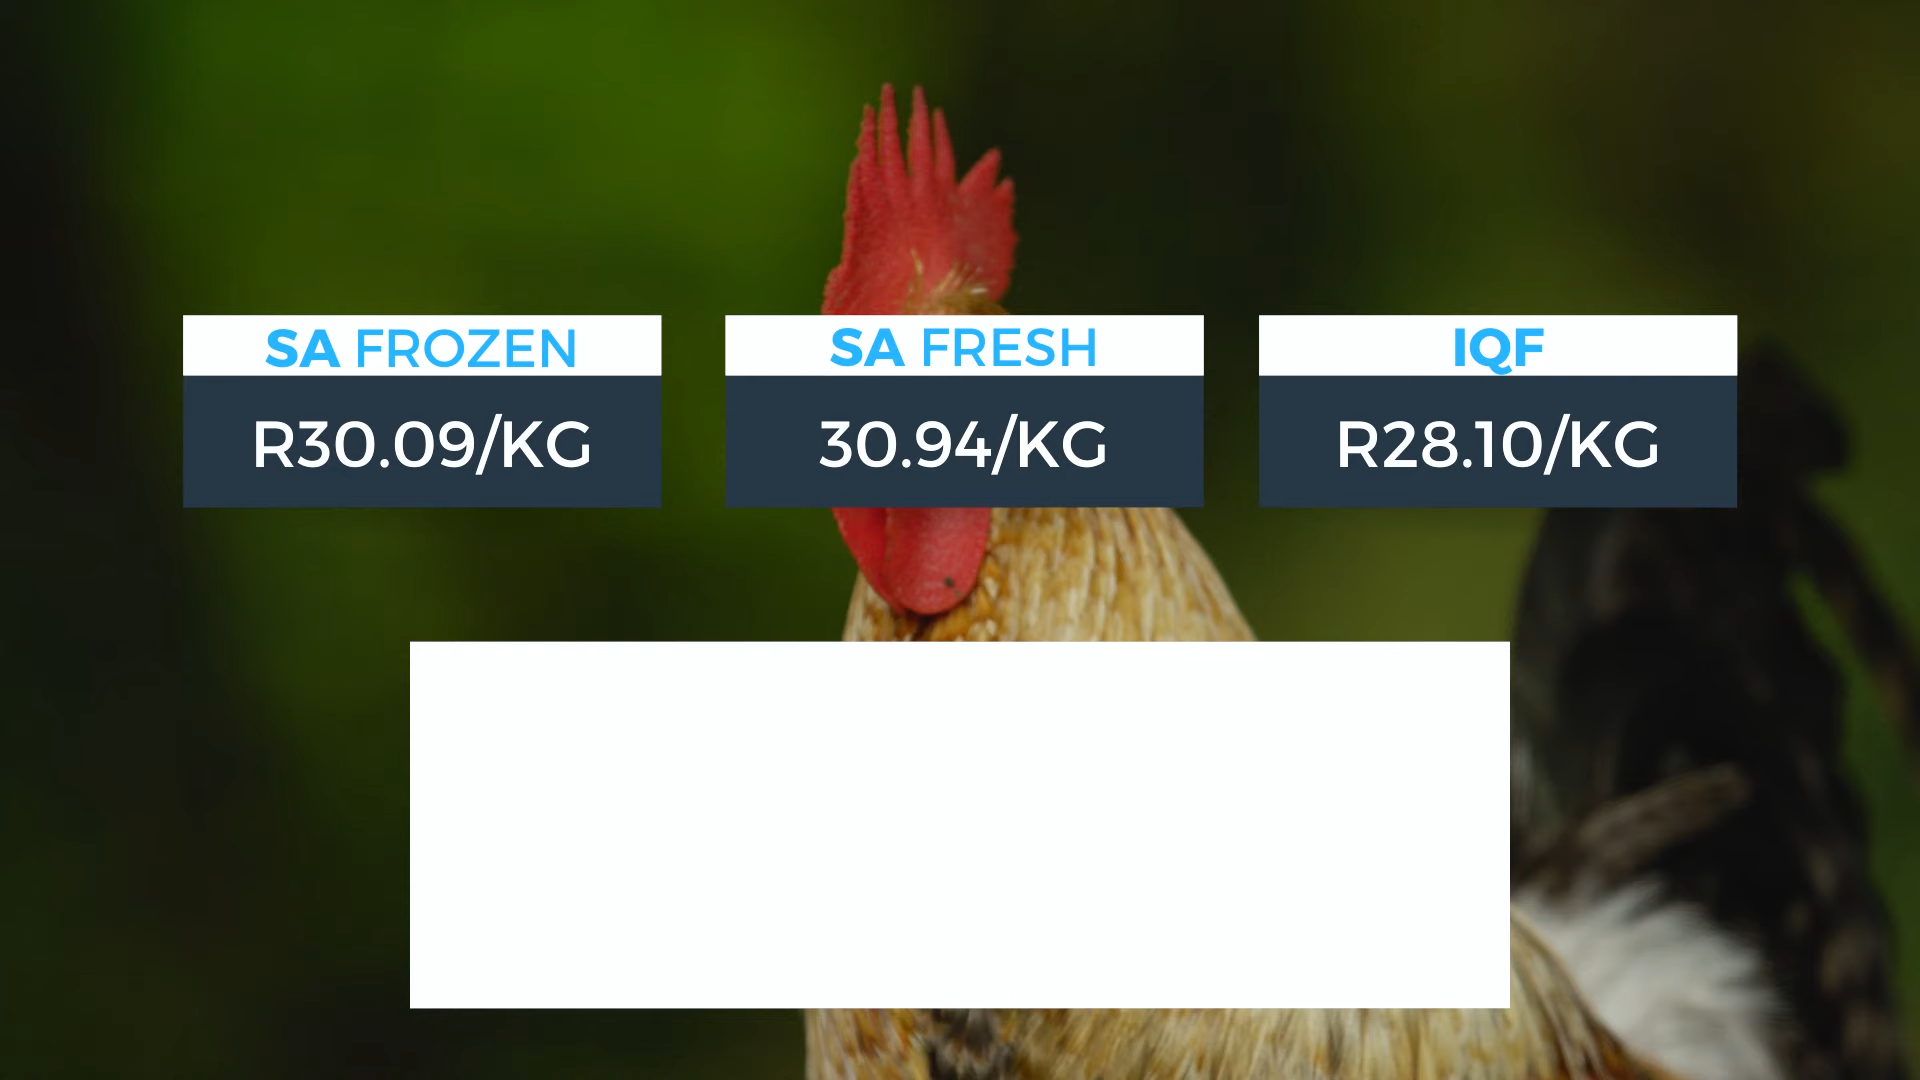 SA FROZEN
SA FRESH
IQF
R30.09/KG
30.94/KG
R28.10/KG